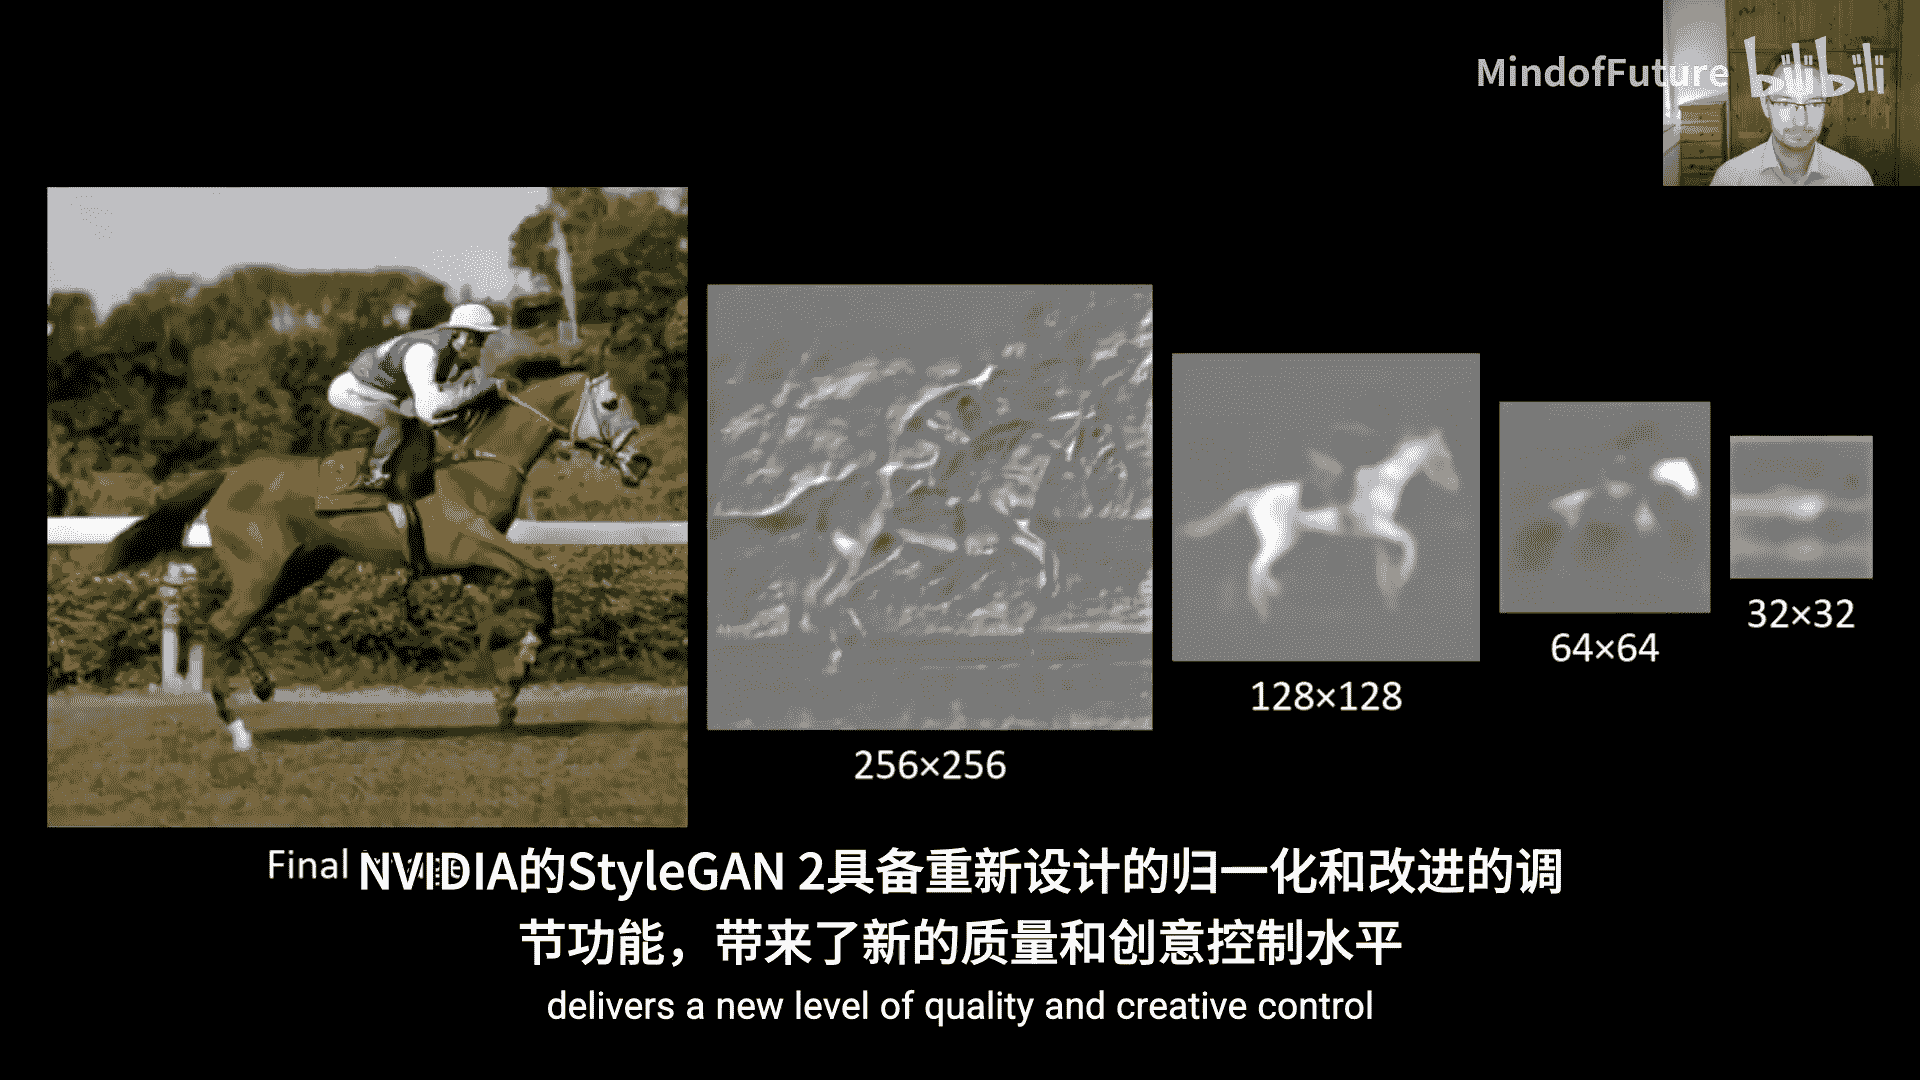 MindofFuture bilibili
256×256
128×128
64×64
32×32
Final
NVIDIA的StyleGAN 2具备重新设计的归一化和改进的调
节功能，带来了新的质量和创意控制水平
delivers a new level of quality and creative control